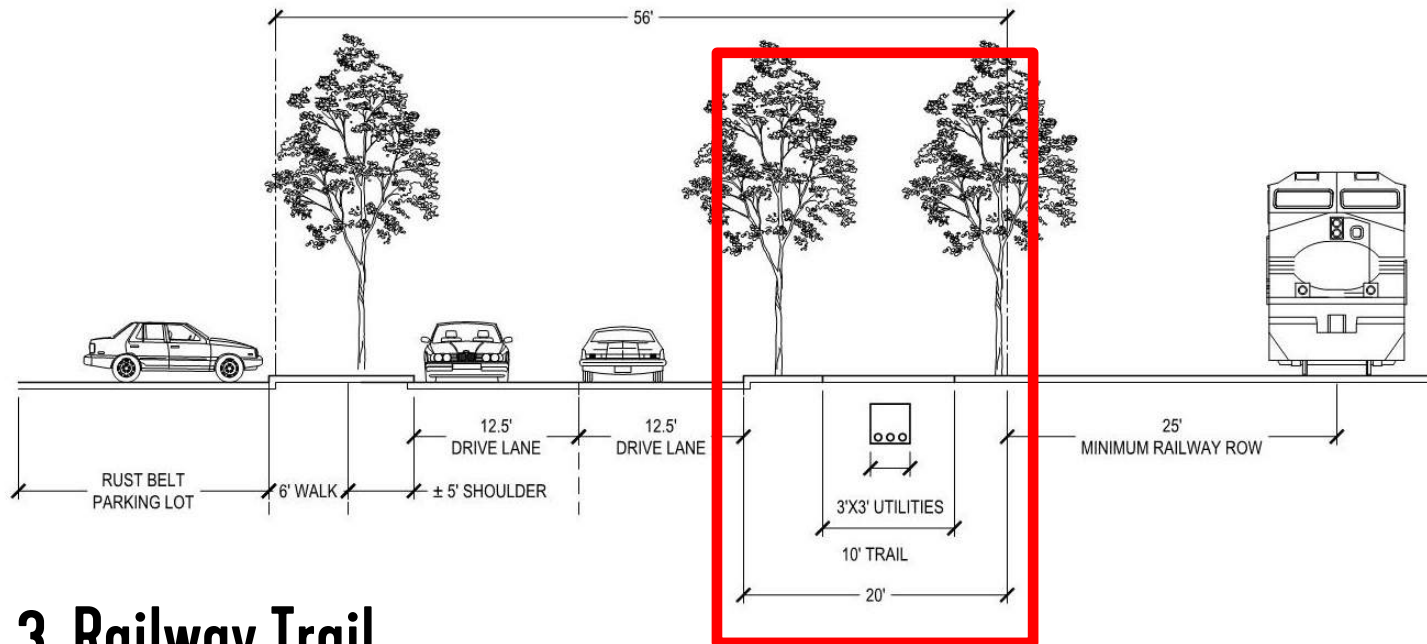 56'
12.5'
DRIVE LANE
12.5'
DRIVE LANE
25'
MINIMUM RAILWAY ROW
RUST BELT
PARKING LOT
6' WALK
± 5' SHOULDER
3'X3' UTILITIES
10' TRAIL
20'
3. Railway Trail